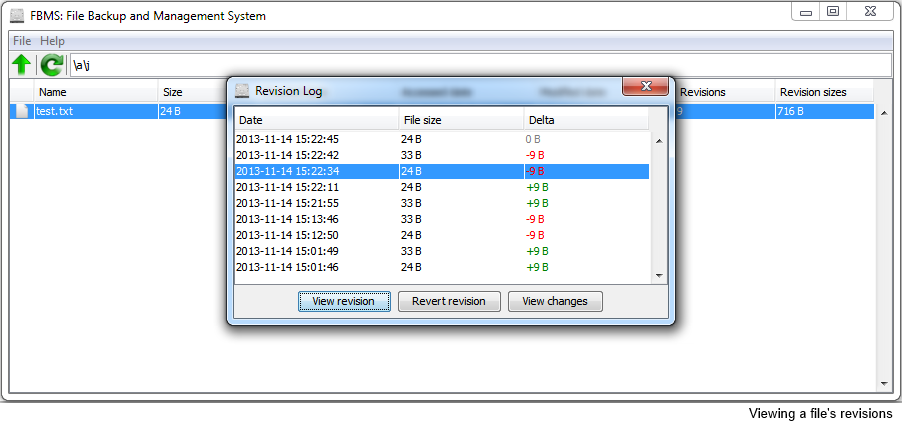 FBMS: File Backup and Management System
File Help
\a\j
Name Size Revisions Revision sizes
test.txt 24 B 9 716 B
Revision Log
Date File size Delta
2013-11-14 15:22:45 24 B 0 B
2013-11-14 15:22:42 33 B -9 B
2013-11-14 15:22:34 24 B -9 B
2013-11-14 15:22:11 24 B +9 B
2013-11-14 15:21:55 33 B +9 B
2013-11-14 15:13:46 33 B -9 B
2013-11-14 15:12:50 24 B -9 B
2013-11-14 15:01:49 33 B +9 B
2013-11-14 15:01:46 24 B +9 B
View revision Revert revision View changes
Viewing a file's revisions